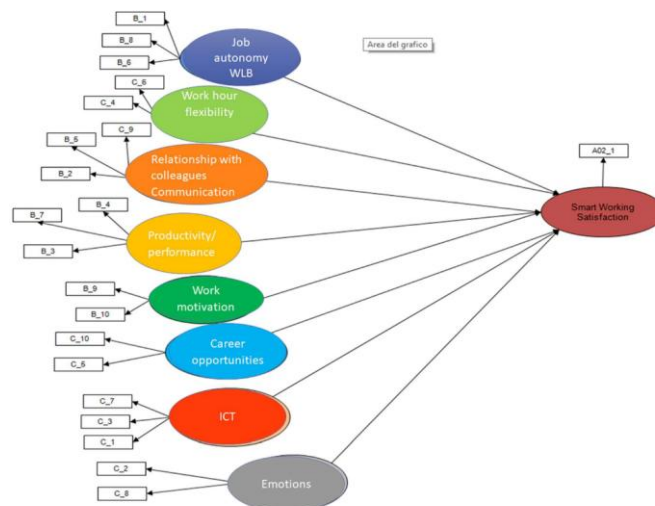 B_1
B_8
B_6
Job
autonomy
WLB
Area del grafico
C_6
C_4
Work hour
flexibility
C_9
B_5
B_2
Relationship with
colleagues
Communication
A02_1
Smart Working
Satisfaction
B_4
B_7
B_3
Productivity/
performance
B_9
B_10
Work
motivation
C_10
C_5
Career
opportunities
C_7
C_3
C_1
ICT
C_2
C_8
Emotions